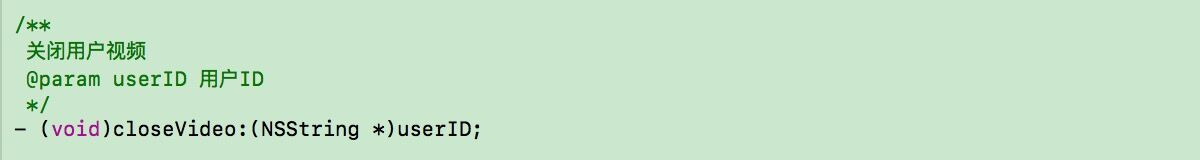 /**
关闭用户视频
@param userID 用户ID
*/
- (void)closeVideo:(NSString *)userID;